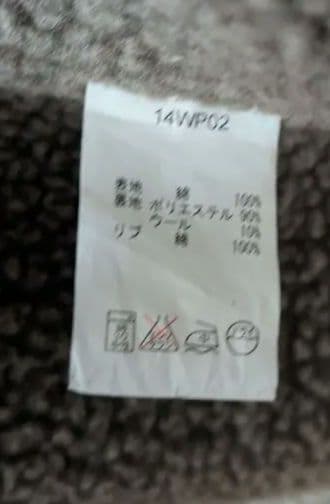 14WP02
表地 綿 100%
裏地 ポリエステル 90%
ウール 10%
リブ 綿 100%